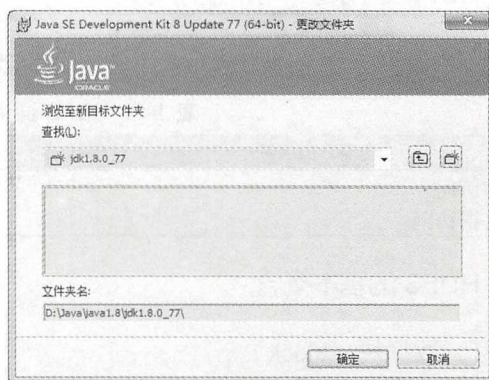 Java SE Development Kit 8 Update 77 (64-bit) - 更改文件夹
Java
ORACLE
浏览至新目标文件夹
查找(L):
jdk1.8.0_77
文件夹名:
D:\Java\java1.8\jdk1.8.0_77\
确定
取消